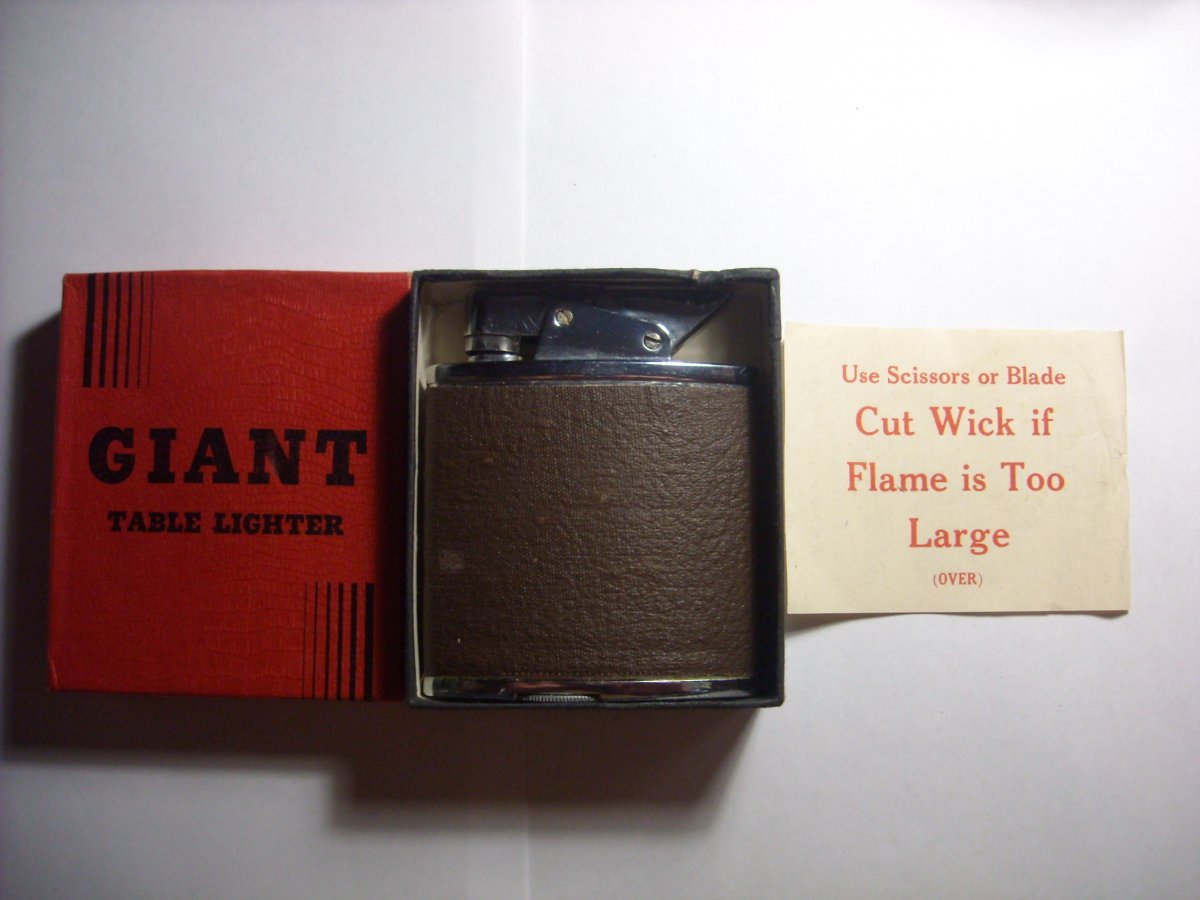 GIANT
TABLE LIGHTER
Use Scissors or Blade
Cut Wick if
Flame is Too
Large
(OVER)